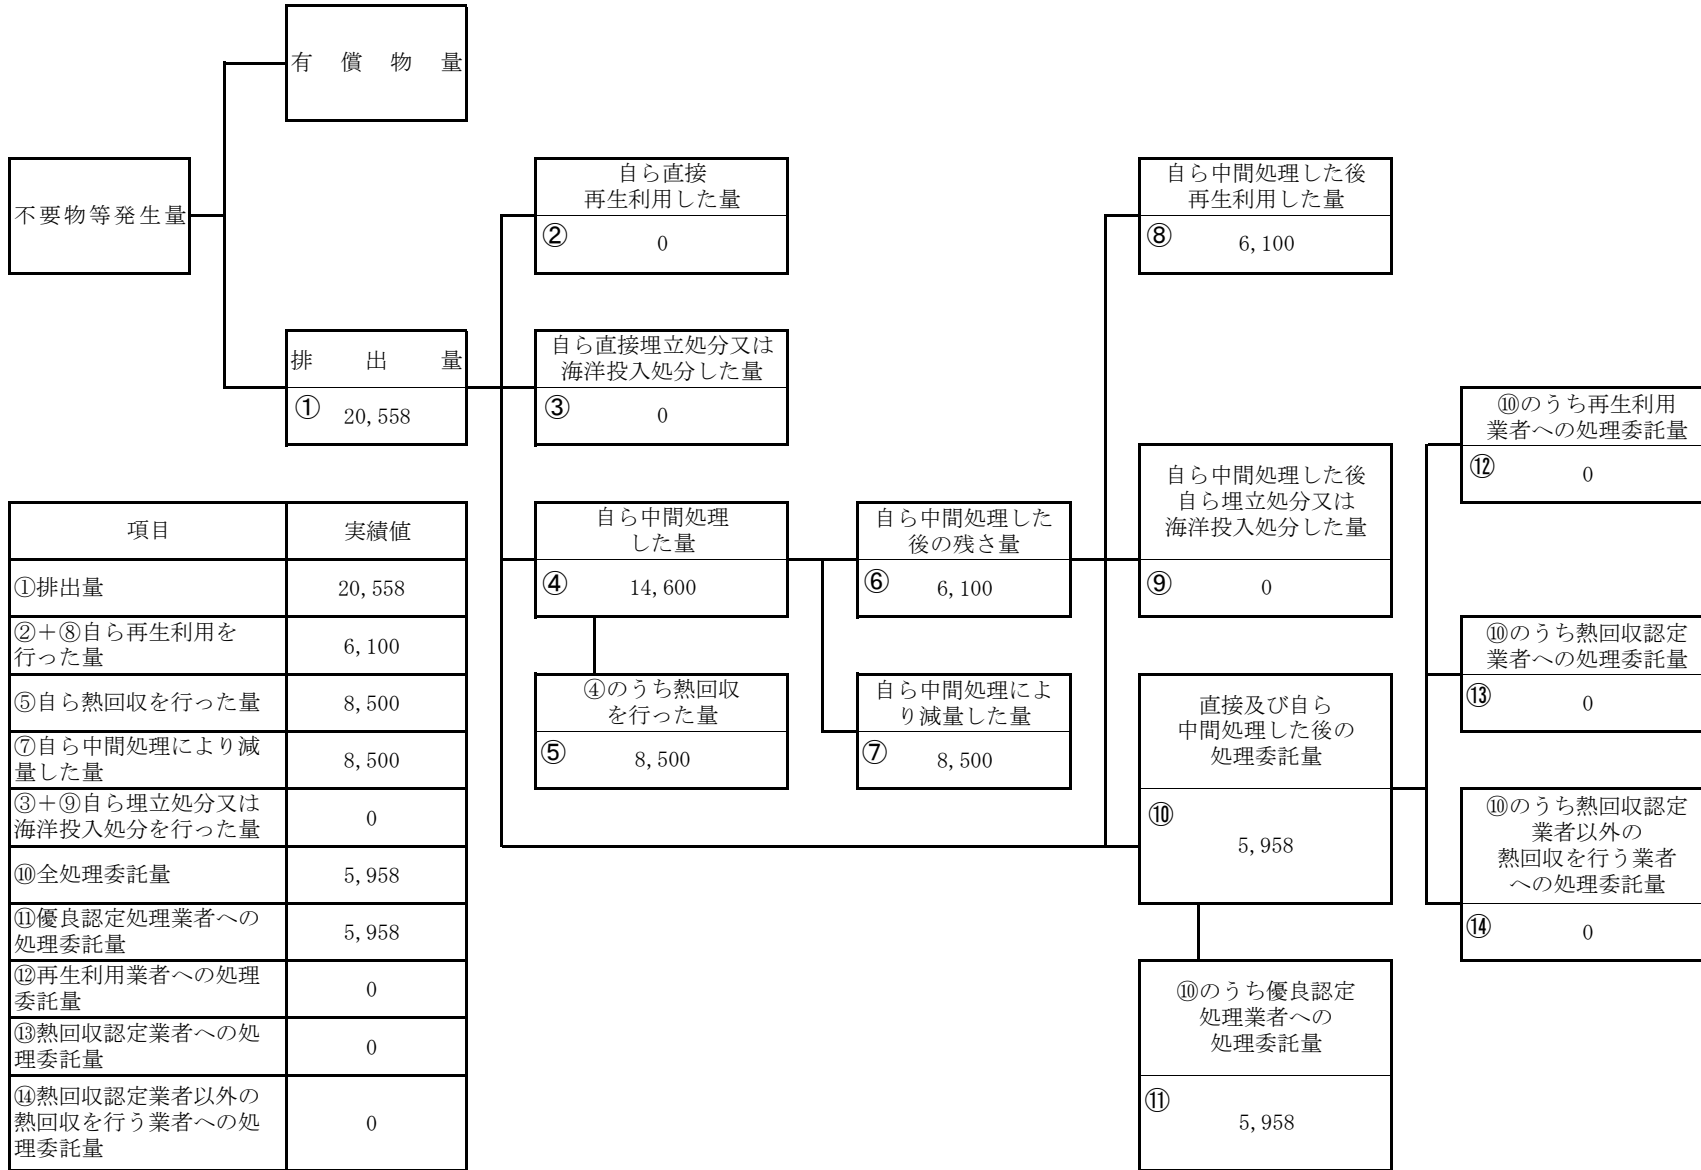 有償物量
不要物等発生量
自ら直接
再生利用した量
② 0
自ら中間処理した後
再生利用した量
⑧ 6,100
排出量
① 20,558
自ら直接埋立処分又は
海洋投入処分した量
③ 0
⑩のうち再生利用
業者への処理委託量
⑫ 0
自ら中間処理した後
自ら埋立処分又は
海洋投入処分した量
⑨ 0
自ら中間処理
した量
④ 14,600
自ら中間処理した
後の残さ量
⑥ 6,100
⑩のうち熱回収認定
業者への処理委託量
⑬ 0
④のうち熱回収
を行った量
⑤ 8,500
自ら中間処理によ
り減量した量
⑦ 8,500
直接及び自ら
中間処理した後の
処理委託量
⑩ 5,958
⑩のうち熱回収認定
業者以外の
熱回収を行う業者
への処理委託量
⑭ 0
⑩のうち優良認定
処理業者への
処理委託量
⑪ 5,958
項目 実績値
①排出量 20,558
②+⑧自ら再生利用を
行った量 6,100
⑤自ら熱回収を行った量 8,500
⑦自ら中間処理により減
量した量 8,500
③+⑨自ら埋立処分又は
海洋投入処分を行った量 0
⑩全処理委託量 5,958
⑪優良認定処理業者への
処理委託量 5,958
⑫再生利用業者への処理
委託量 0
⑬熱回収認定業者への処
理委託量 0
⑭熱回収認定業者以外の
熱回収を行う業者への処
理委託量 0